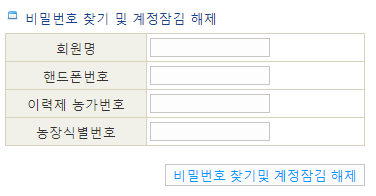 비밀번호 찾기 및 계정잠김 해제
회원명
핸드폰번호
이력제 농가번호
농장식별번호
비밀번호 찾기및 계정잠김 해제